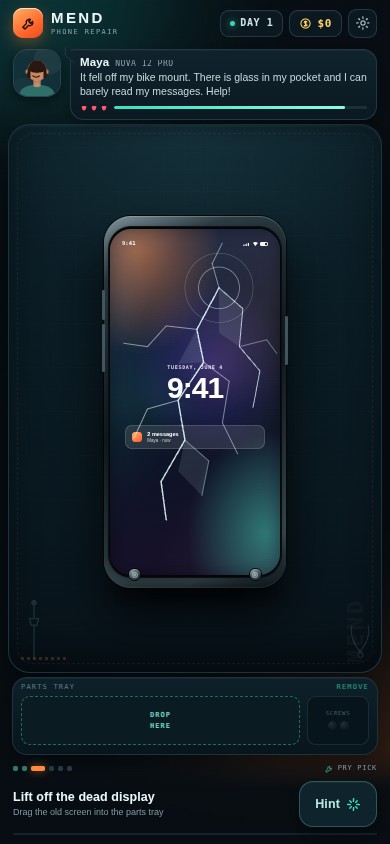 MEND
PHONE REPAIR
DAY 1
$0
Maya NOVA 12 PRO
It fell off my bike mount. There is glass in my pocket and I can
barely read my messages. Help!
9:41
TUESDAY, JUNE 4
9:41
2 messages
Maya · now
MEND
PARTS TRAY
REMOVE
DROP
HERE
SCREWS
PRY PICK
Lift off the dead display
Drag the old screen into the parts tray
Hint